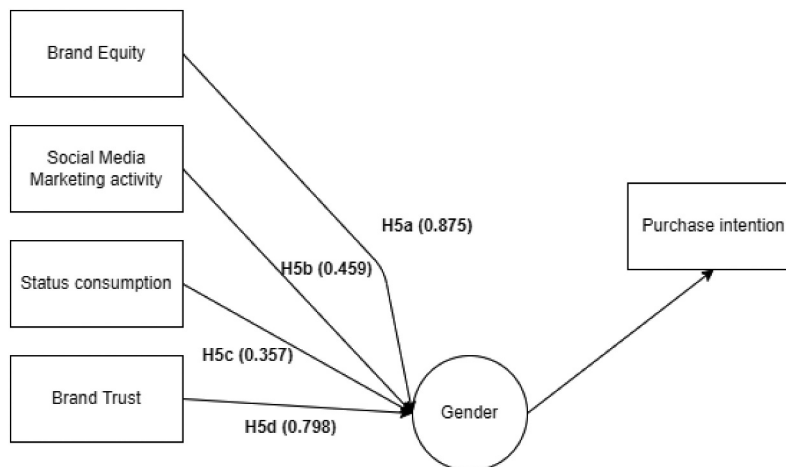 Brand Equity
Social Media
Marketing activity
H5a (0.875)
Purchase intention
H5b (0.459)
Status consumption
H5c (0.357)
Brand Trust
H5d (0.798)
Gender